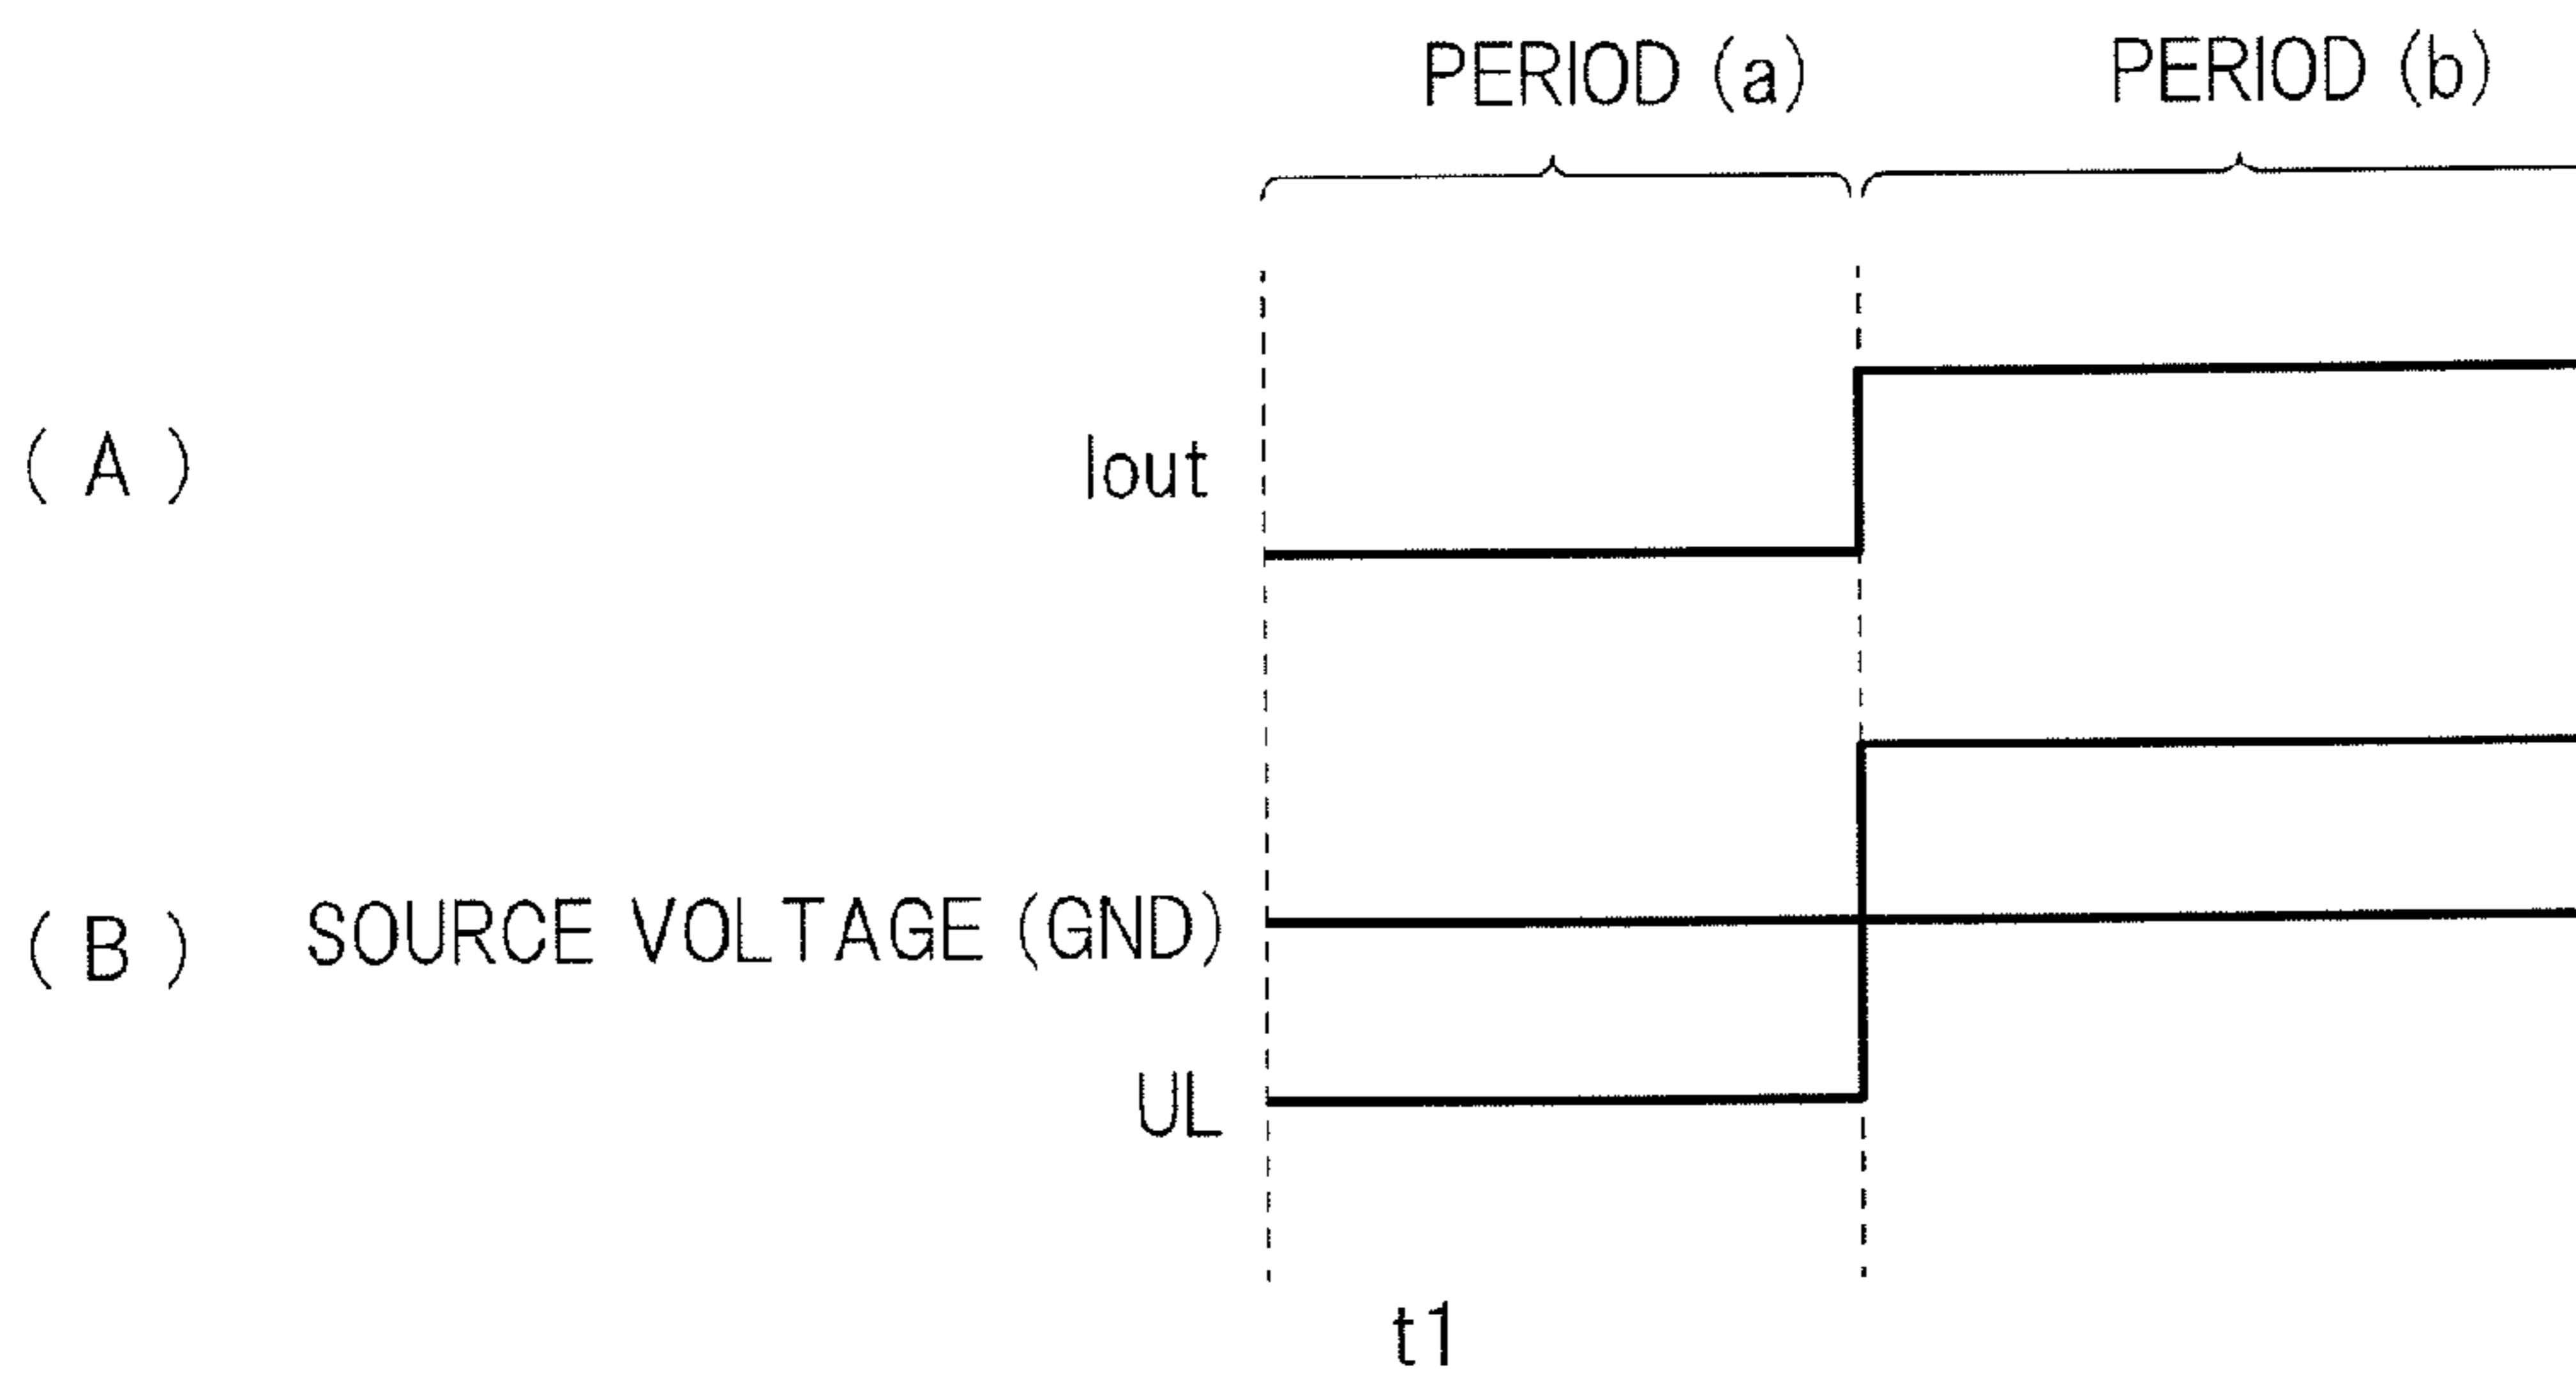 PERIOD (a) PERIOD (b)
( A ) Iout
( B ) SOURCE VOLTAGE (GND)
UL
t1